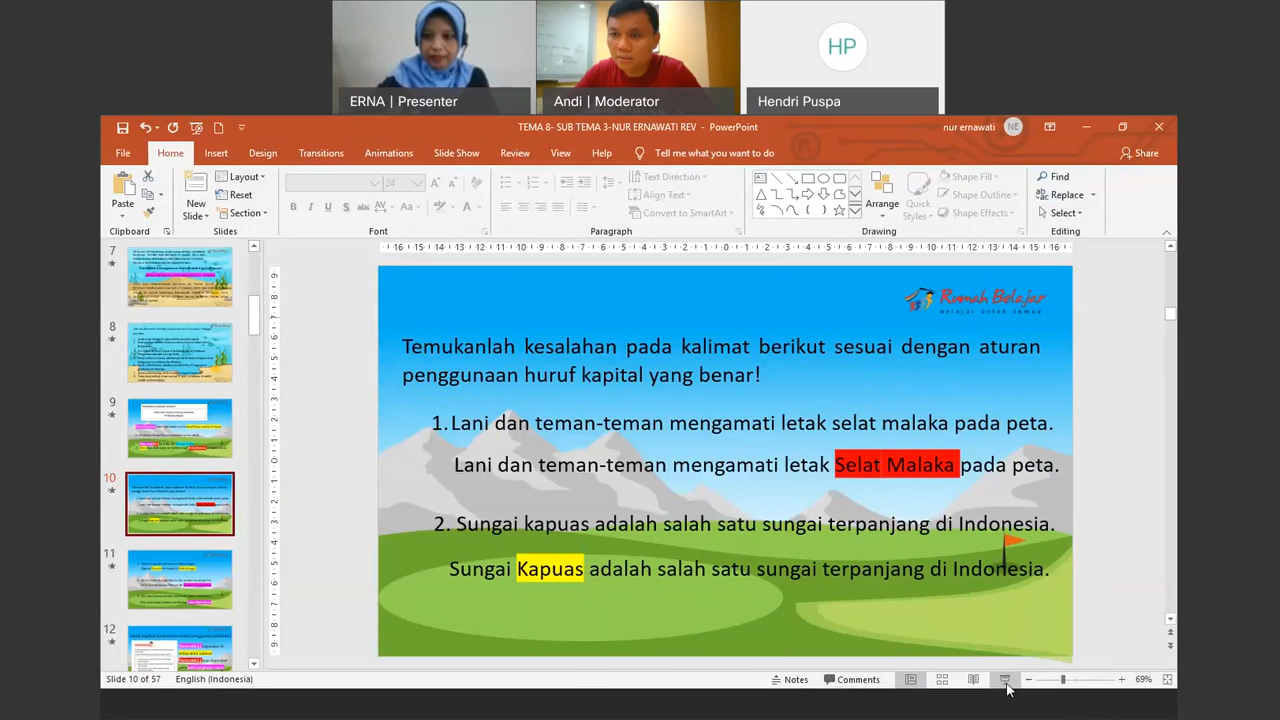 HP
ERNA | Presenter
Andi | Moderator
Hendri Puspa
TEMA 8- SUB TEMA 3-NUR ERNAWATI REV - PowerPoint
nur ernawati
NE
File Home Insert Design Transitions Animations Slide Show Review View Help Tell me what you want to do Share
Paste
New Slide
Layout
Reset
Section
24
Text Direction
Align Text
Convert to SmartArt
Arrange
Quick Styles
Shape Fill
Shape Outline
Shape Effects
Find
Replace
Select
Clipboard Slides Font Paragraph Drawing Editing
7
8
9
10
11
12
Rumah Belajar
belajar untuk semua
Temukanlah kesalahan pada kalimat berikut sesuai dengan aturan
penggunaan huruf kapital yang benar!
1. Lani dan teman-teman mengamati letak selat malaka pada peta.
Lani dan teman-teman mengamati letak Selat Malaka pada peta.
2. Sungai kapuas adalah salah satu sungai terpanjang di Indonesia.
Sungai Kapuas adalah salah satu sungai terpanjang di Indonesia.
Slide 10 of 57 English (Indonesia) Notes Comments 69%